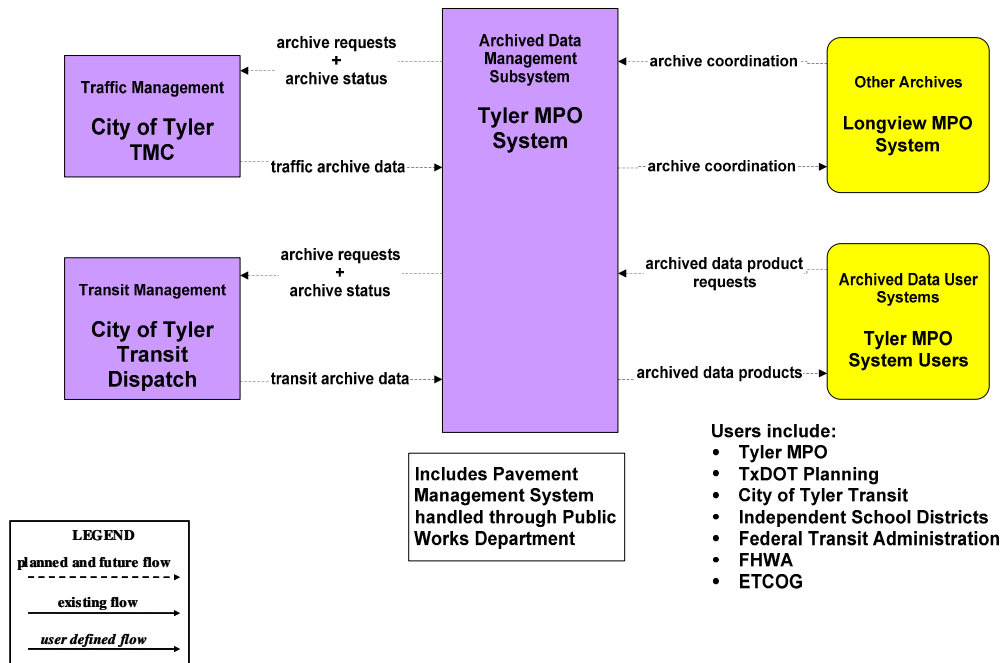 archive requests
+
archive status
Traffic Management
City of Tyler
TMC
traffic archive data
archive requests
+
archive status
Transit Management
City of Tyler
Transit
Dispatch
transit archive data
Archived Data
Management
Subsystem
Tyler MPO
System
archive coordination
archive coordination
Other Archives
Longview MPO
System
archived data product
requests
archived data products
Archived Data User
Systems
Tyler MPO
System Users
Includes Pavement
Management System
handled through Public
Works Department
Users include:
• Tyler MPO
• TxDOT Planning
• City of Tyler Transit
• Independent School Districts
• Federal Transit Administration
• FHWA
• ETCOG
LEGEND
planned and future flow
existing flow
user defined flow